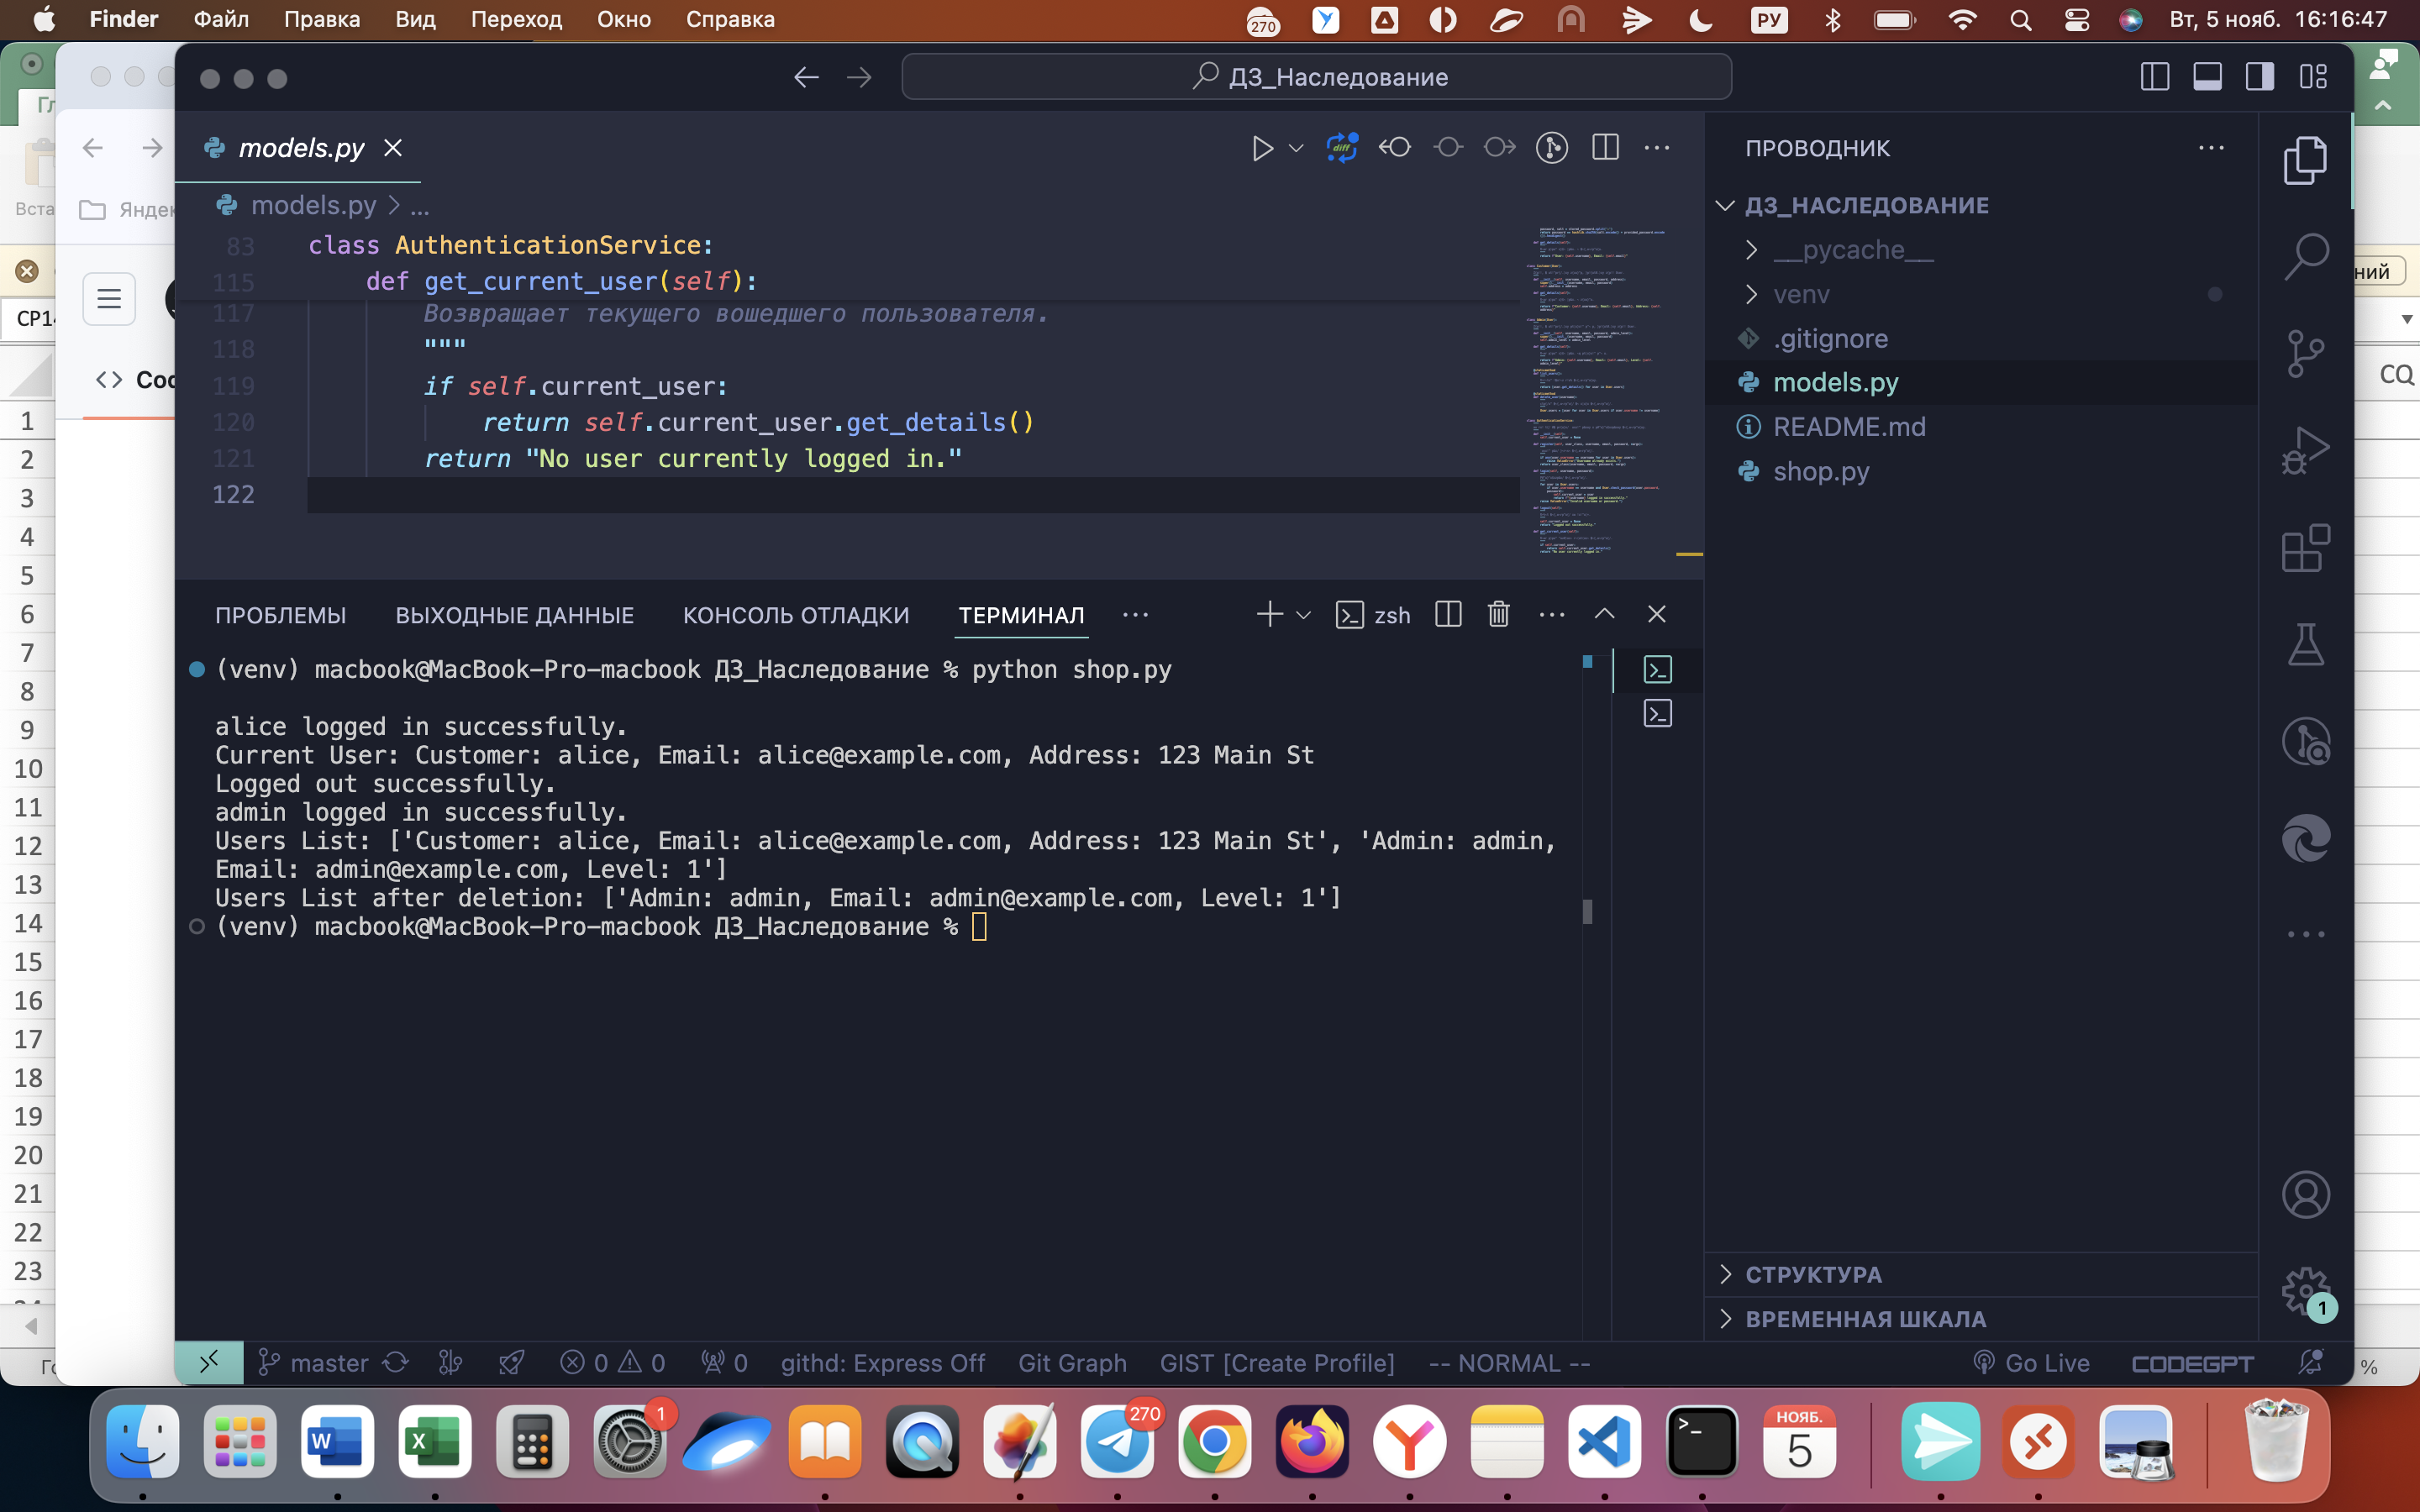 Finder Файл Правка Вид Переход Окно Справка
270 РУ Вт, 5 нояб. 16:16:47
ДЗ_Наследование
models.py
models.py > ...
83 class AuthenticationService:
115 def get_current_user(self):
117 Возвращает текущего вошедшего пользователя.
118 """
119 if self.current_user:
120 return self.current_user.get_details()
121 return "No user currently logged in."
122
ПРОВОДНИК
ДЗ_НАСЛЕДОВАНИЕ
__pycache__
venv
.gitignore
models.py
README.md
shop.py
СТРУКТУРА
ВРЕМЕННАЯ ШКАЛА
ПРОБЛЕМЫ ВЫХОДНЫЕ ДАННЫЕ КОНСОЛЬ ОТЛАДКИ ТЕРМИНАЛ
zsh
(venv) macbook@MacBook-Pro-macbook ДЗ_Наследование % python shop.py
alice logged in successfully.
Current User: Customer: alice, Email: alice@example.com, Address: 123 Main St
Logged out successfully.
admin logged in successfully.
Users List: ['Customer: alice, Email: alice@example.com, Address: 123 Main St', 'Admin: admin,
Email: admin@example.com, Level: 1']
Users List after deletion: ['Admin: admin, Email: admin@example.com, Level: 1']
(venv) macbook@MacBook-Pro-macbook ДЗ_Наследование %
1
master 0 0 0 githd: Express Off Git Graph GIST [Create Profile] -- NORMAL -- Go Live CODEGPT
%
Вста
Яндек
CP14
ний
CQ
1
2
3
4
5
6
7
8
9
10
11
12
13
14
15
16
17
18
19
20
21
22
23
1
270
НОЯБ.
5